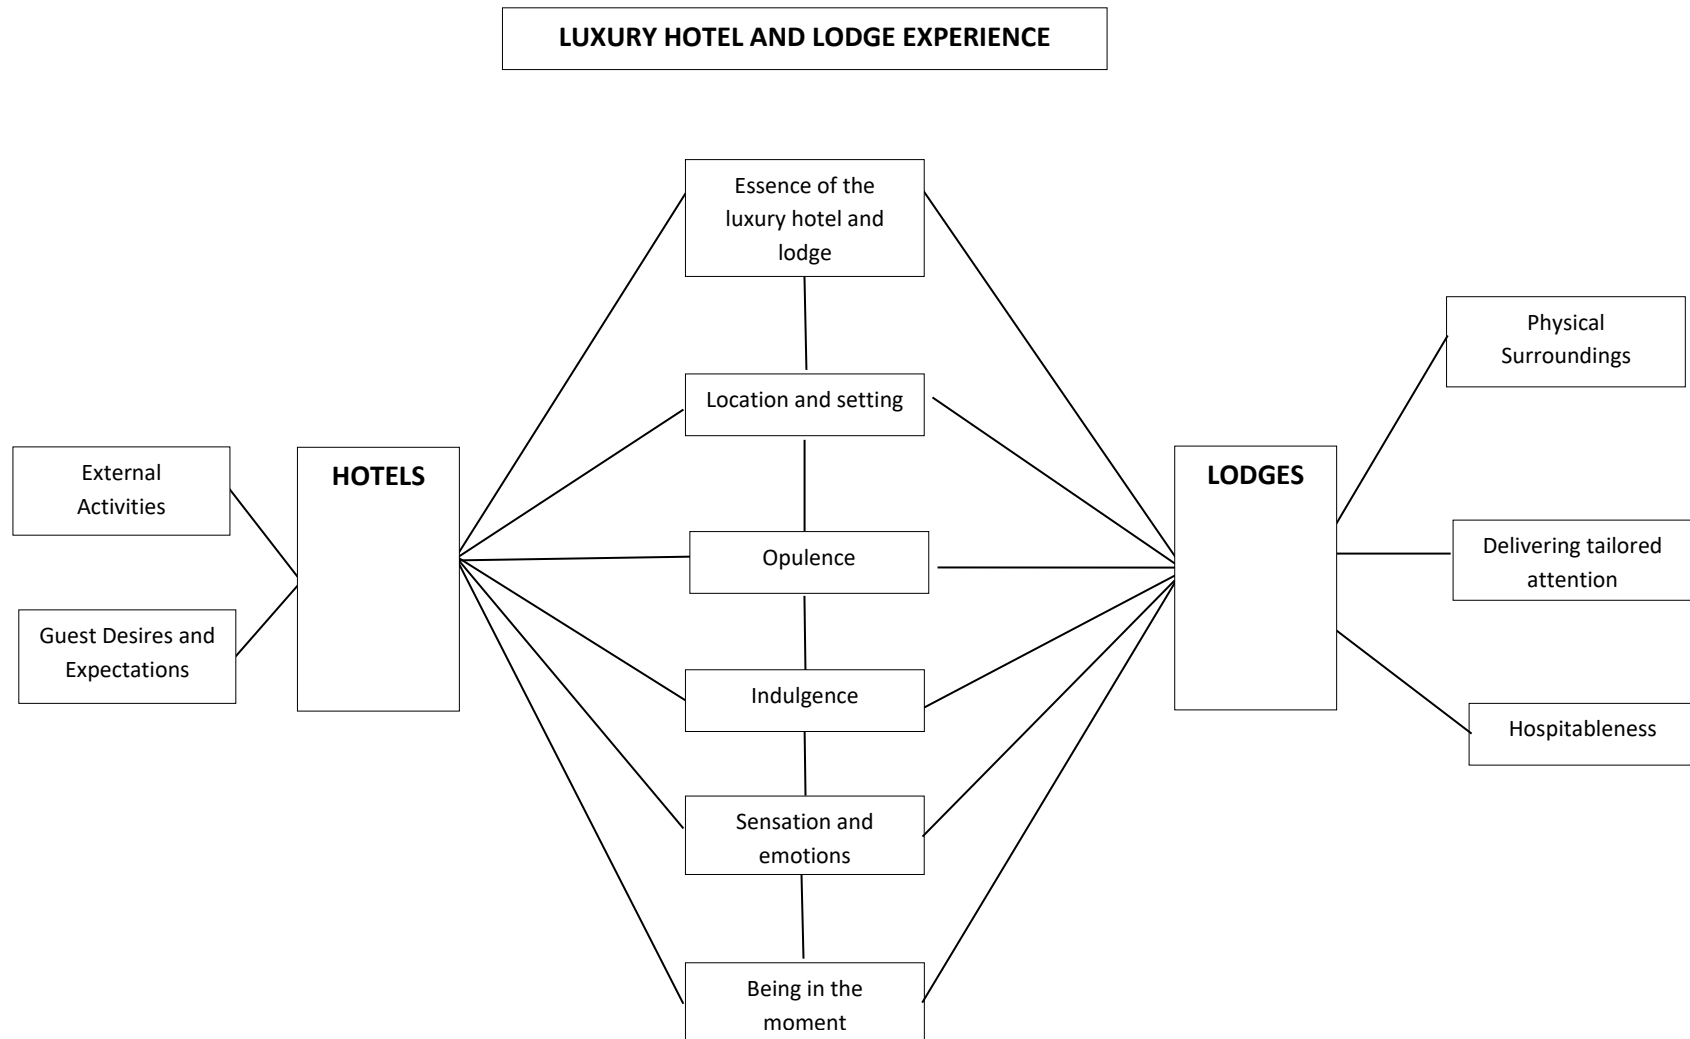 LUXURY HOTEL AND LODGE EXPERIENCE
Essence of the
luxury hotel and
lodge
Physical
Surroundings
Location and setting
External
Activities
HOTELS
LODGES
Opulence
Delivering tailored
attention
Guest Desires and
Expectations
Indulgence
Hospitableness
Sensation and
emotions
Being in the
moment